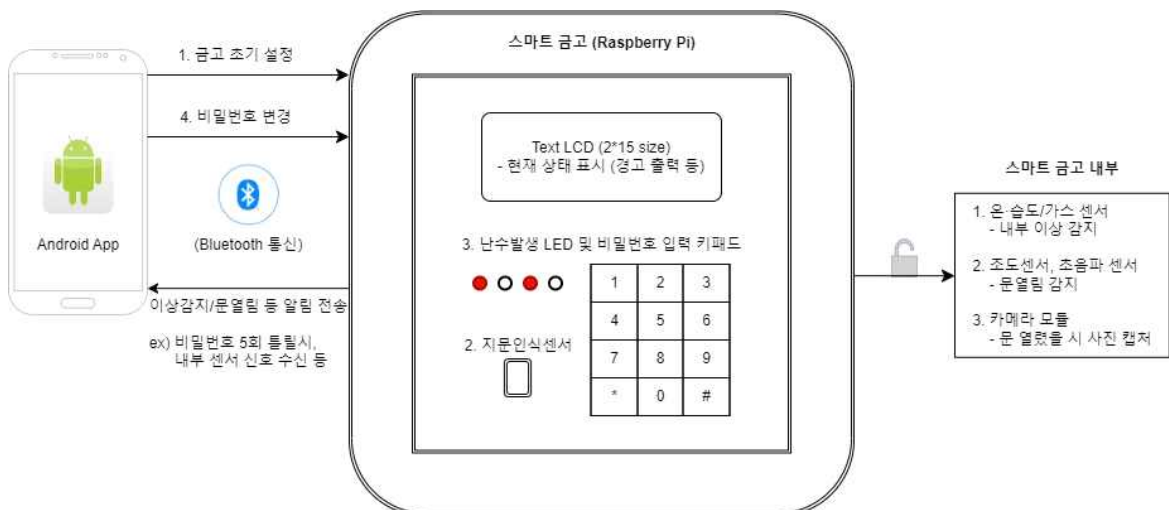 스마트 금고 (Raspberry Pi)
1. 금고 초기 설정
4. 비밀번호 변경
Android App
(Bluetooth 통신)
이상감지/문열림 등 알림 전송
ex) 비밀번호 5회 틀릴시,
내부 센서 신호 수신 등
Text LCD (2*15 size)
- 현재 상태 표시 (경고 출력 등)
3. 난수발생 LED 및 비밀번호 입력 키패드
1 2 3
4 5 6
7 8 9
* 0 #
2. 지문인식센서
스마트 금고 내부
1. 온·습도/가스 센서
- 내부 이상 감지
2. 조도센서, 초음파 센서
- 문열림 감지
3. 카메라 모듈
- 문 열렸을 시 사진 캡처